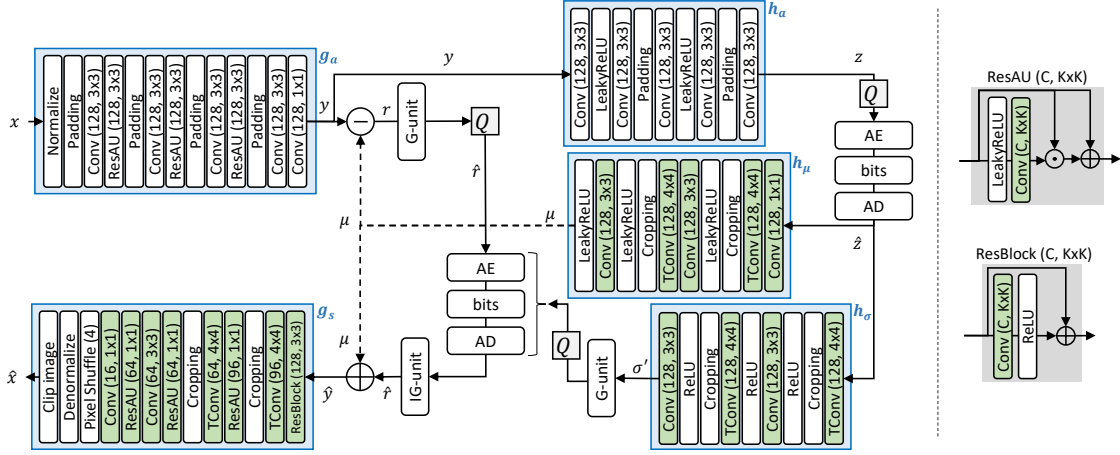 g_a
x
Normalize
Padding
Conv (128, 3x3)
ResAU (128, 3x3)
Padding
Conv (128, 3x3)
ResAU (128, 3x3)
Padding
Conv (128, 3x3)
ResAU (128, 3x3)
Padding
Conv (128, 3x3)
Conv (128, 1x1)
y
y
−
r
G-unit
Q
r̂
h_a
Conv (128, 3x3)
LeakyReLU
Conv (128, 3x3)
Padding
Conv (128, 3x3)
LeakyReLU
Conv (128, 3x3)
Padding
Conv (128, 3x3)
z
Q
AE
bits
AD
ẑ
h_μ
LeakyReLU
Conv (128, 3x3)
LeakyReLU
Cropping
TConv (128, 4x4)
Conv (128, 3x3)
LeakyReLU
Cropping
TConv (128, 4x4)
Conv (128, 1x1)
μ
μ
μ
AE
bits
AD
Q
G-unit
σ′
h_σ
Conv (128, 3x3)
ReLU
Cropping
TConv (128, 4x4)
ReLU
Conv (128, 3x3)
ReLU
Cropping
TConv (128, 4x4)
IG-unit
r̂
+
ŷ
g_s
x̂
Clip image
Denormalize
Pixel Shuffle (4)
Conv (16, 1x1)
ResAU (64, 1x1)
Conv (64, 3x3)
ResAU (64, 1x1)
Cropping
TConv (64, 4x4)
ResAU (96, 1x1)
Cropping
TConv (96, 4x4)
ResBlock (128, 3x3)
ResAU (C, KxK)
LeakyReLU
Conv (C, KxK)
ResBlock (C, KxK)
Conv (C, KxK)
ReLU